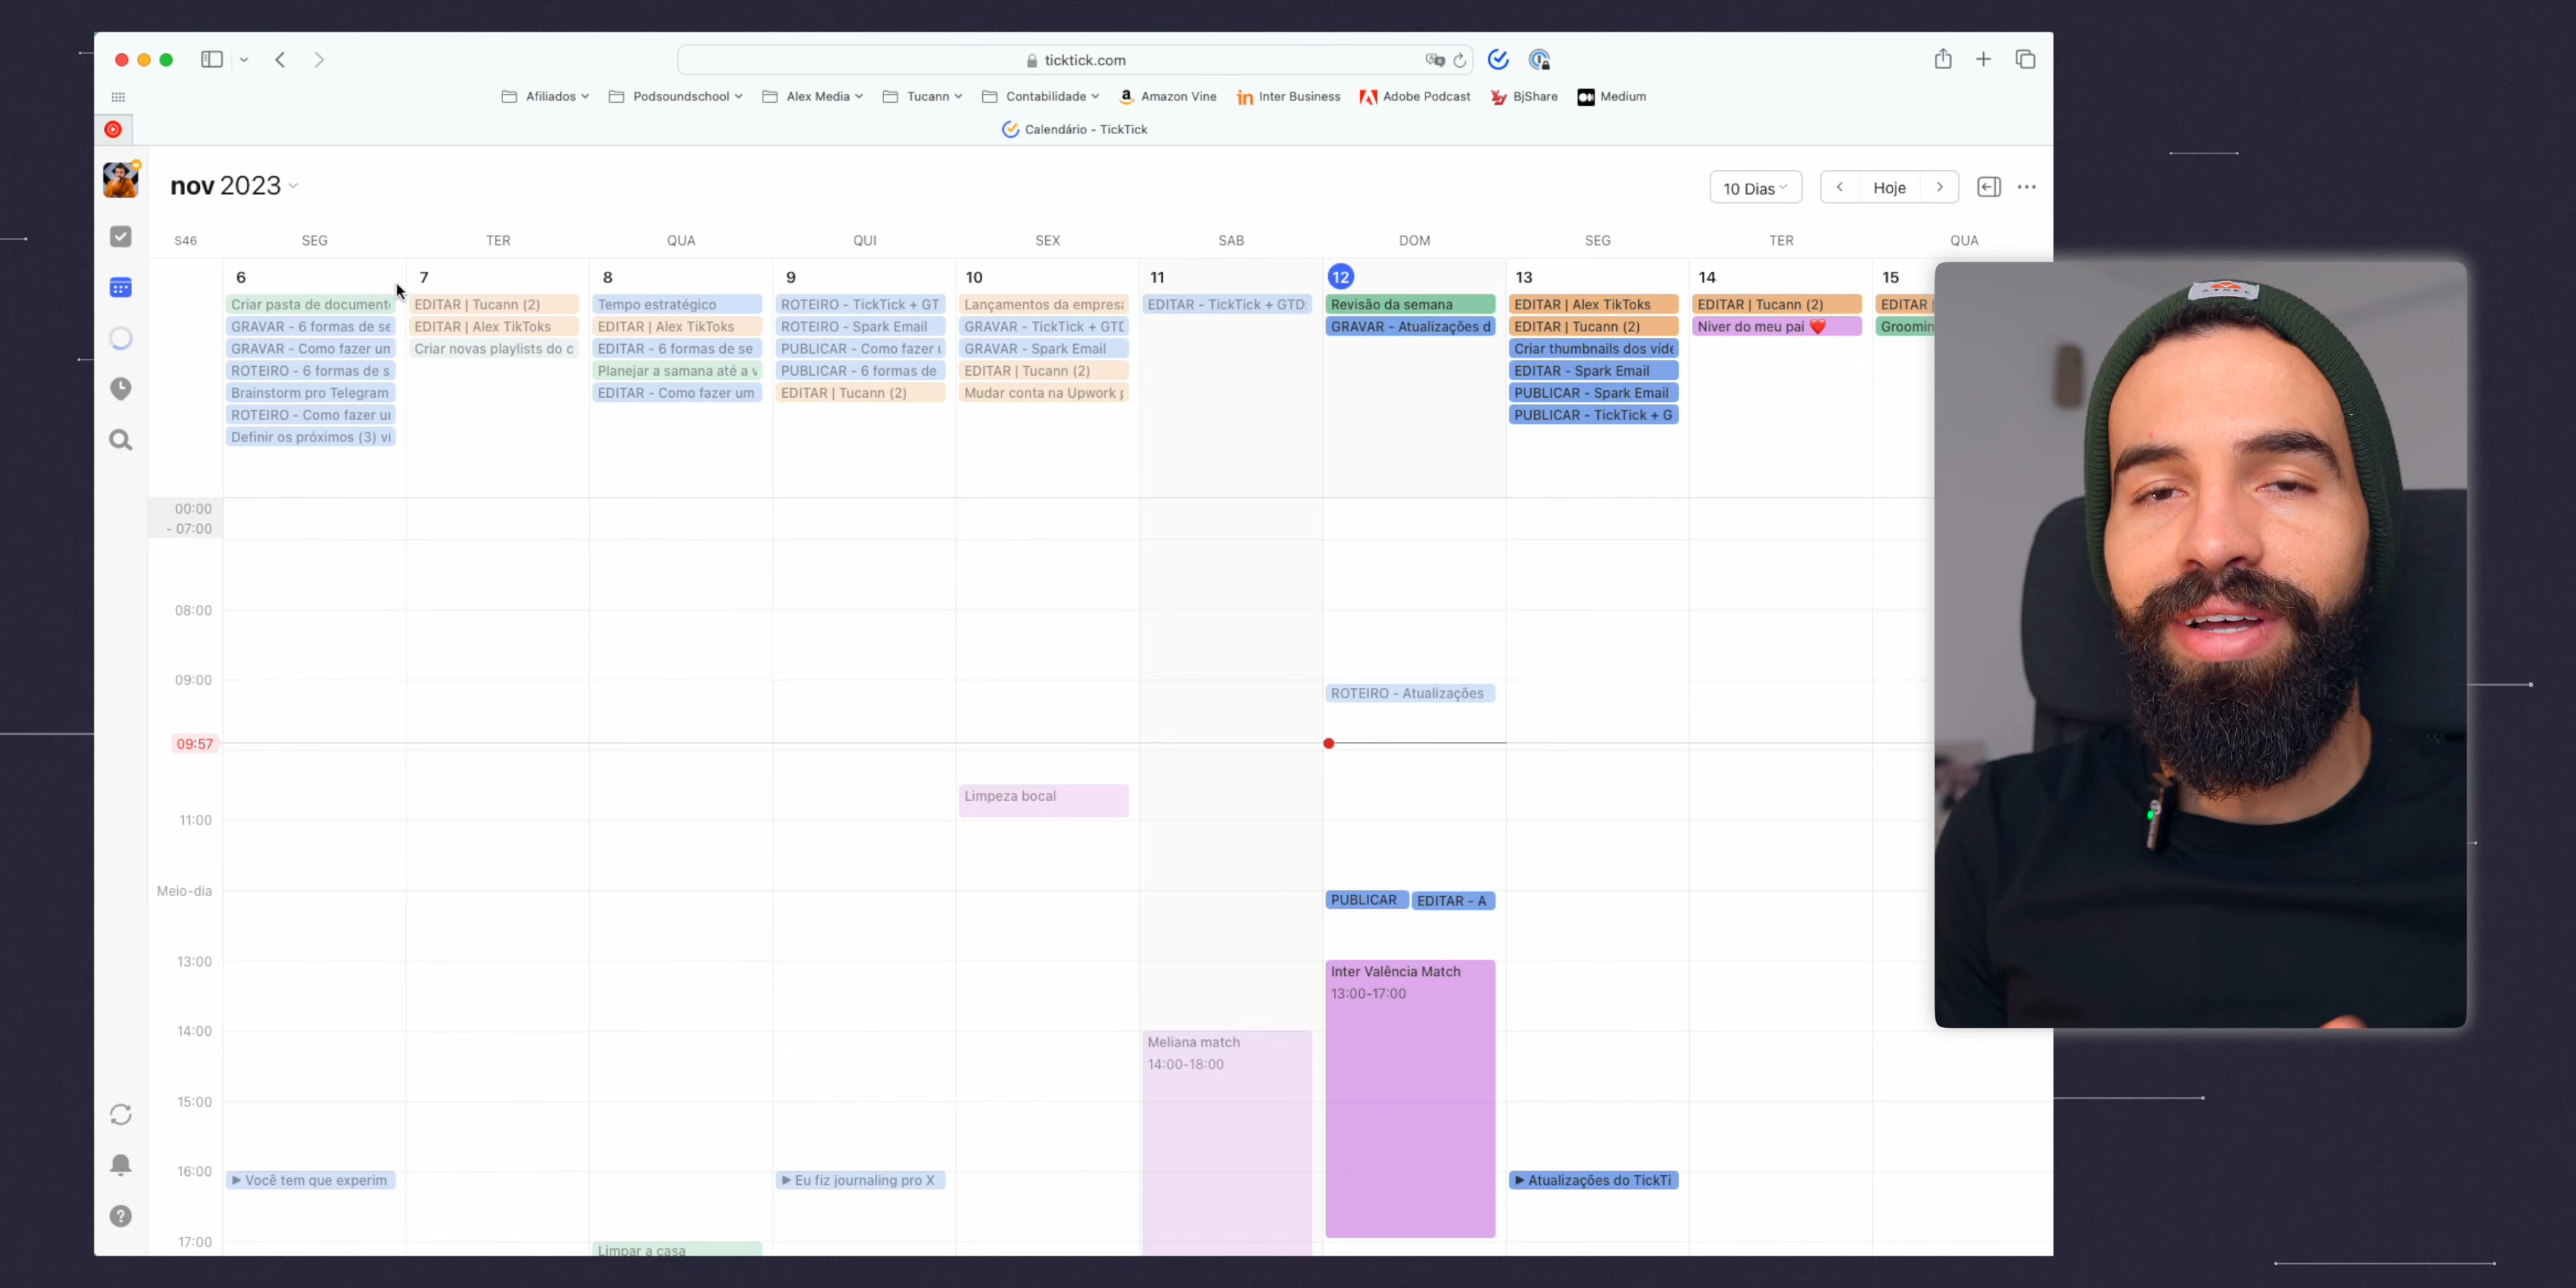 ticktick.com
Afiliados
Podsoundschool
Alex Media
Tucann
Contabilidade
Amazon Vine
Inter Business
Adobe Podcast
BjShare
Medium
Calendário - TickTick
nov 2023
10 Dias
Hoje
S46
SEG
TER
QUA
QUI
SEX
SAB
DOM
SEG
TER
QUA
6
Criar pasta de document
GRAVAR - 6 formas de se
GRAVAR - Como fazer um
ROTEIRO - 6 formas de s
Brainstorm pro Telegram
ROTEIRO - Como fazer u
Definir os próximos (3) vi
7
EDITAR | Tucann (2)
EDITAR | Alex TikToks
Criar novas playlists do c
8
Tempo estratégico
EDITAR | Alex TikToks
EDITAR - 6 formas de se
Planejar a samana até a v
EDITAR - Como fazer um
9
ROTEIRO - TickTick + GT
ROTEIRO - Spark Email
PUBLICAR - Como fazer
PUBLICAR - 6 formas de
EDITAR | Tucann (2)
10
Lançamentos da empres
GRAVAR - TickTick + GTD
GRAVAR - Spark Email
EDITAR | Tucann (2)
Mudar conta na Upwork p
11
EDITAR - TickTick + GTD
12
Revisão da semana
GRAVAR - Atualizações d
13
EDITAR | Alex TikToks
EDITAR | Tucann (2)
Criar thumbnails dos víde
EDITAR - Spark Email
PUBLICAR - Spark Email
PUBLICAR - TickTick + G
14
EDITAR | Tucann (2)
Niver do meu pai ❤️
15
EDITAR |
Groomin
00:00
- 07:00
08:00
09:00
ROTEIRO - Atualizações
09:57
Limpeza bocal
11:00
Meio-dia
PUBLICAR
EDITAR - A
13:00
Inter Valência Match
13:00-17:00
14:00
Meliana match
14:00-18:00
15:00
16:00
▶ Você tem que experim
▶ Eu fiz journaling pro X
▶ Atualizações do TickTi
17:00
Limpar a casa